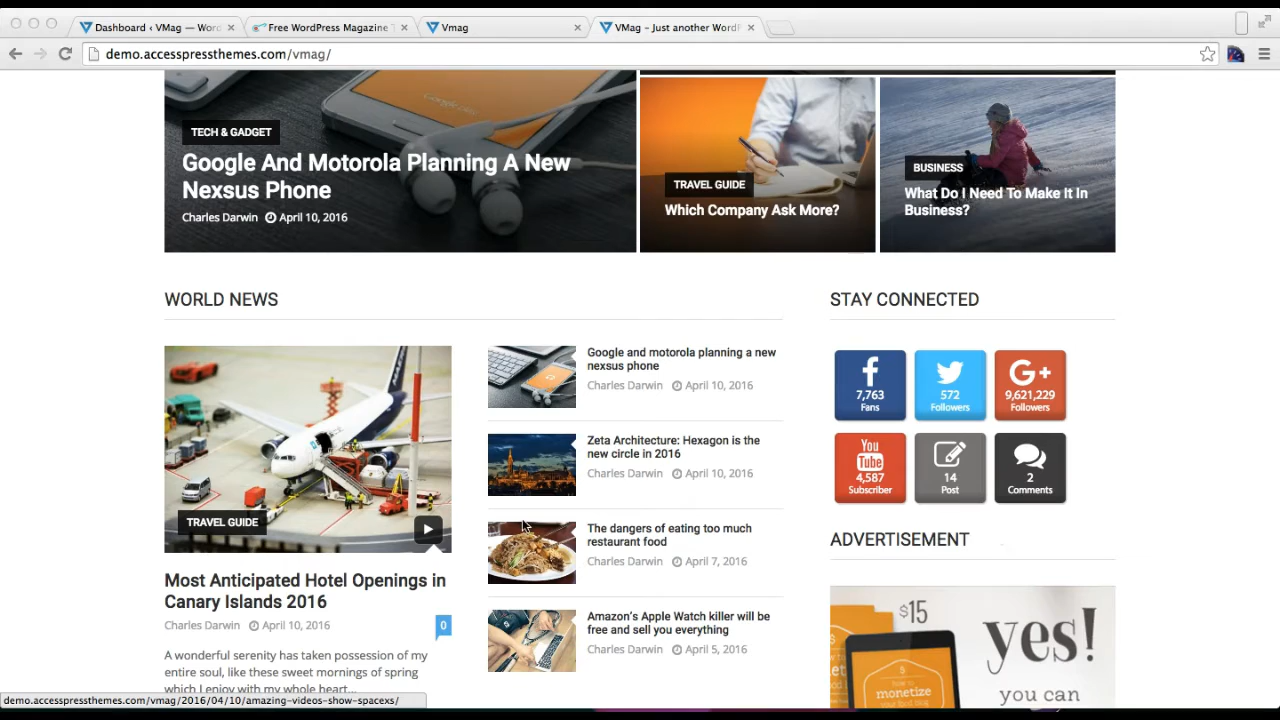 Dashboard ‹ VMag — Word
Free WordPress Magazine T
Vmag
VMag – Just another WordP
demo.accesspressthemes.com/vmag/
Google plus
TECH & GADGET
Google And Motorola Planning A New
Nexsus Phone
Charles Darwin April 10, 2016
TRAVEL GUIDE
Which Company Ask More?
BUSINESS
What Do I Need To Make It In
Business?
WORLD NEWS
TRAVEL GUIDE
Most Anticipated Hotel Openings in
Canary Islands 2016
Charles Darwin April 10, 2016
0
A wonderful serenity has taken possession of my
entire soul, like these sweet mornings of spring
which I enjoy with my whole heart...
Google and motorola planning a new
nexsus phone
Charles Darwin April 10, 2016
Zeta Architecture: Hexagon is the
new circle in 2016
Charles Darwin April 10, 2016
The dangers of eating too much
restaurant food
Charles Darwin April 7, 2016
Amazon's Apple Watch killer will be
free and sell you everything
Charles Darwin April 5, 2016
STAY CONNECTED
7,763
Fans
572
Followers
G+
9,621,229
Followers
You
Tube
4,587
Subscriber
14
Post
2
Comments
ADVERTISEMENT
$15
yes!
you can
$
how to
monetize
your food blog
demo.accesspressthemes.com/vmag/2016/04/10/amazing-videos-show-spacexs/